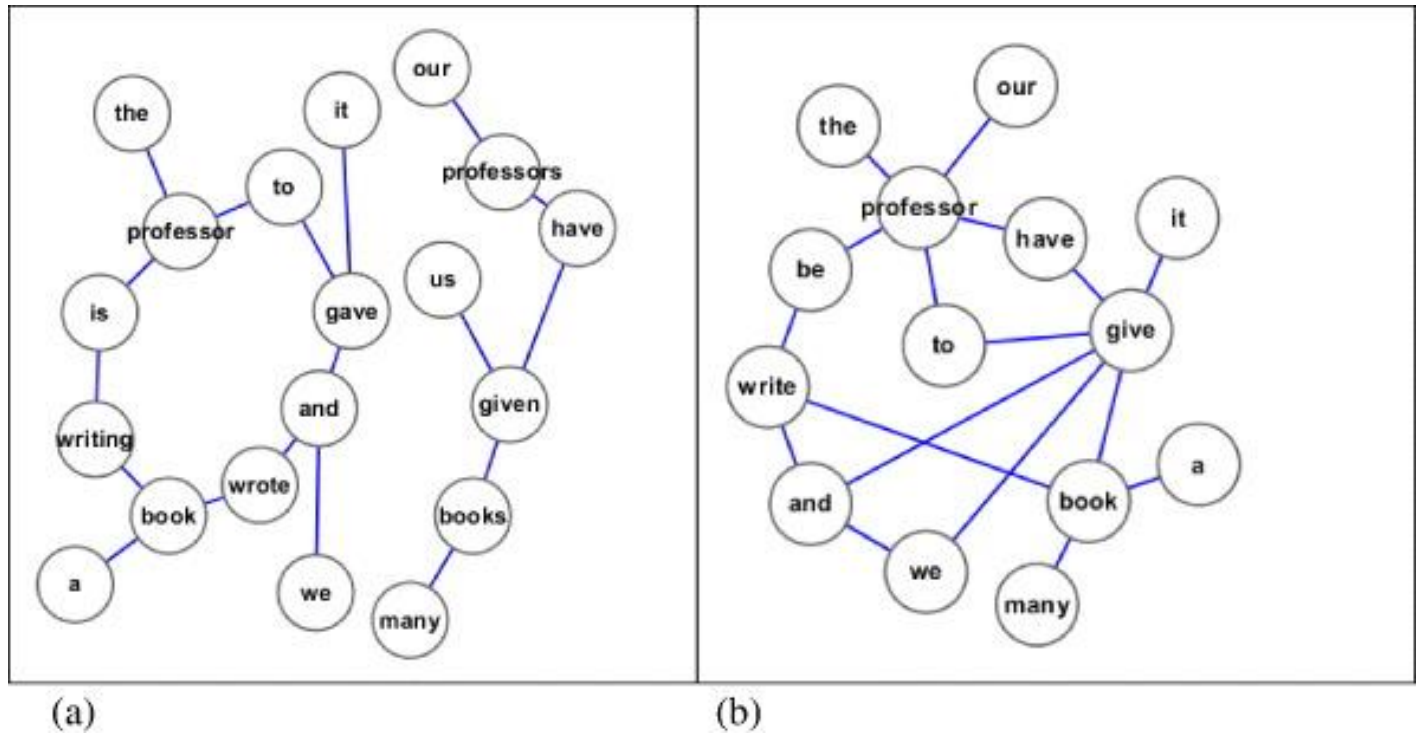 our
the
it
professors
to
professor
have
us
is
gave
and
given
writing
wrote
book
books
a
we
many
our
the
professor
it
have
be
give
to
write
a
and
book
we
many
(a)
(b)